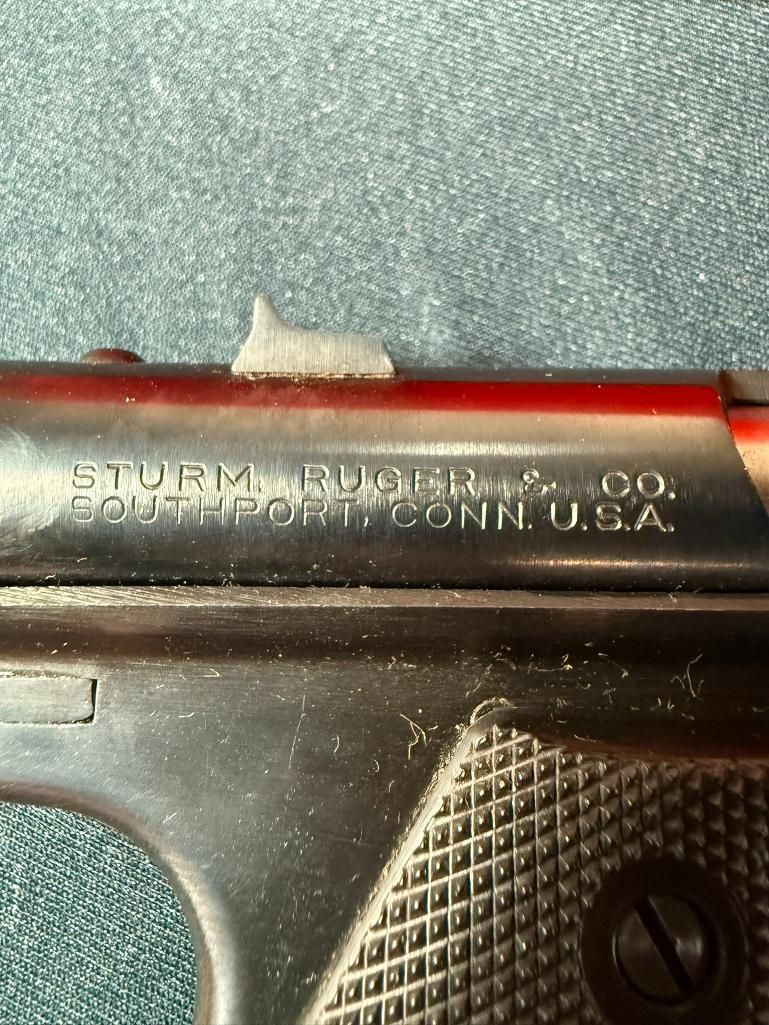 STURM, RUGER & CO.
SOUTHPORT, CONN. U.S.A.